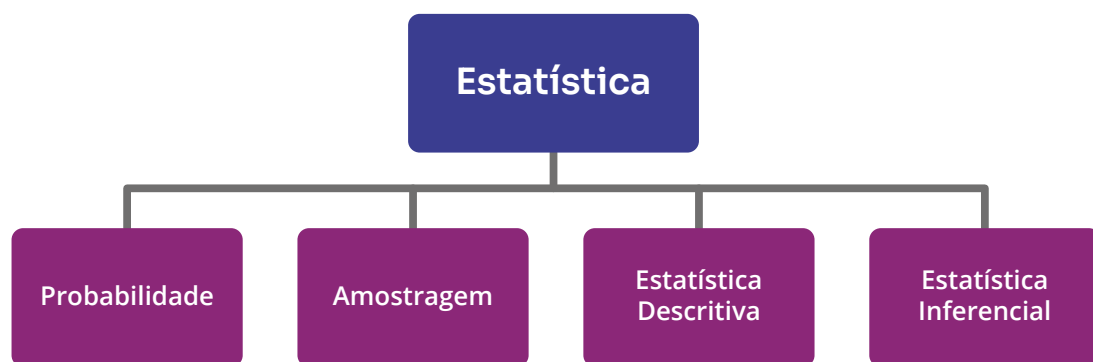 Estatística
Probabilidade
Amostragem
Estatística
Descritiva
Estatística
Inferencial